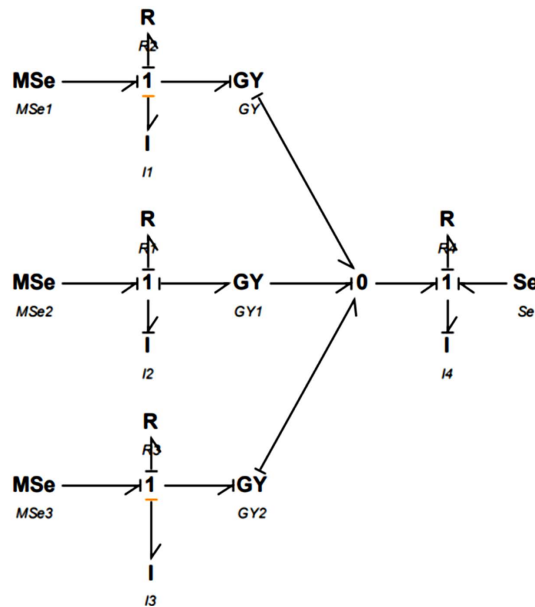 R
R2
MSe 1 GY
MSe1 GY
I
I1
R
R1
R
R4
MSe 1 GY 0 1 Se
MSe2 GY1 Se
I I
I2 I4
R
R3
MSe 1 GY
MSe3 GY2
I
I3